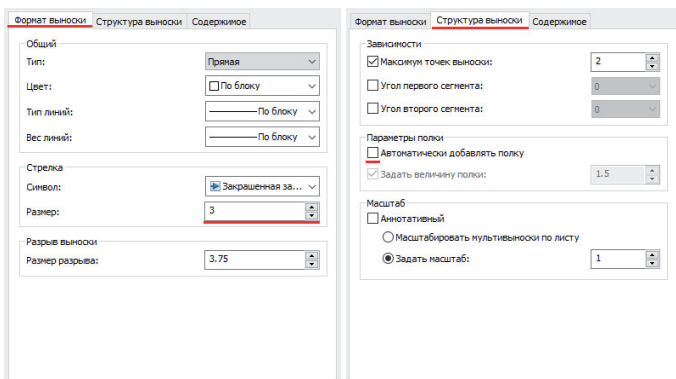 Формат выноски Структура выноски Содержимое
Общий
Тип: Прямая
Цвет: По блоку
Тип линий: По блоку
Вес линий: По блоку
Стрелка
Символ: Закрашенная за...
Размер: 3
Разрыв выноски
Размер разрыва: 3.75
Формат выноски Структура выноски Содержимое
Зависимости
Максимум точек выноски: 2
Угол первого сегмента: 0
Угол второго сегмента: 0
Параметры полки
Автоматически добавлять полку
Задать величину полки: 1.5
Масштаб
Аннотативный
Масштабировать мультивыноски по листу
Задать масштаб: 1